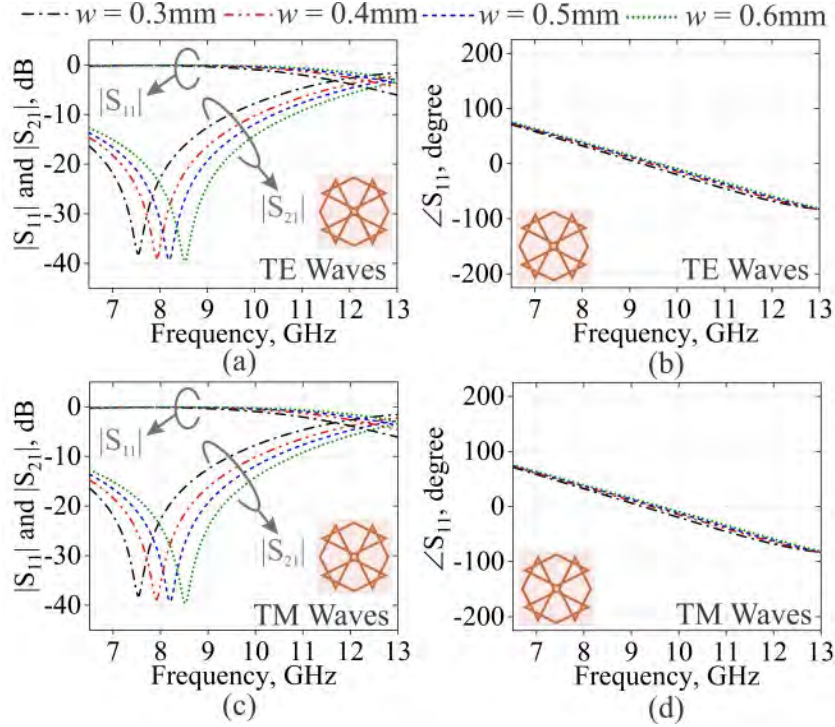 w = 0.3mm w = 0.4mm w = 0.5mm w = 0.6mm
|S11| and |S21|, dB
0
-10
-20
-30
-40
|S11|
|S21|
TE Waves
7 8 9 10 11 12 13
Frequency, GHz
(a)
∠S11, degree
200
100
0
-100
-200
TE Waves
7 8 9 10 11 12 13
Frequency, GHz
(b)
|S11| and |S21|, dB
0
-10
-20
-30
-40
|S11|
|S21|
TM Waves
7 8 9 10 11 12 13
Frequency, GHz
(c)
∠S11, degree
200
100
0
-100
-200
TM Waves
7 8 9 10 11 12 13
Frequency, GHz
(d)